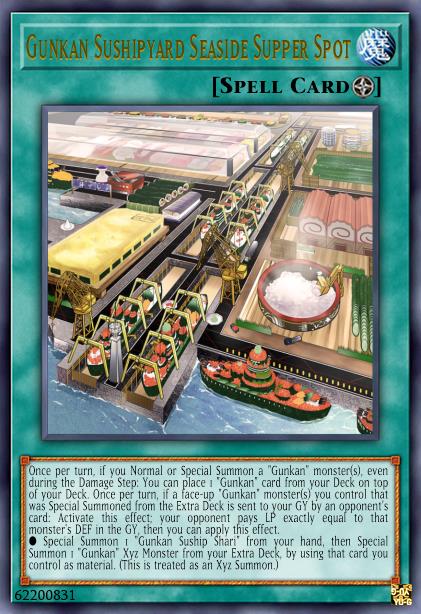 Gunkan Sushipyard Seaside Supper Spot
[Spell Card]
Once per turn, if you Normal or Special Summon a "Gunkan" monster(s), even
during the Damage Step: You can place 1 "Gunkan" card from your Deck on top
of your Deck. Once per turn, if a face-up "Gunkan" monster(s) you control that
was Special Summoned from the Extra Deck is sent to your GY by an opponent's
card: Activate this effect; your opponent pays LP exactly equal to that
monster's DEF in the GY, then you can apply this effect.
● Special Summon 1 "Gunkan Suship Shari" from your hand, then Special
Summon 1 "Gunkan" Xyz Monster from your Extra Deck, by using that card you
control as material. (This is treated as an Xyz Summon.)
62200831